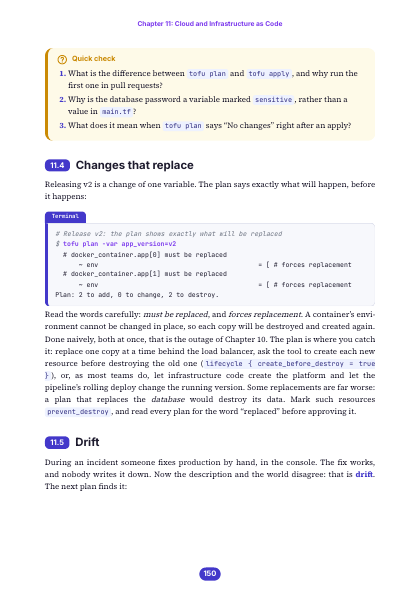 Chapter 11: Cloud and Infrastructure as Code
Quick check
1. What is the difference between tofu plan and tofu apply, and why run the
first one in pull requests?
2. Why is the database password a variable marked sensitive, rather than a
value in main.tf?
3. What does it mean when tofu plan says “No changes” right after an apply?
11.4 Changes that replace
Releasing v2 is a change of one variable. The plan says exactly what will happen, before
it happens:
Terminal
# Release v2: the plan shows exactly what will be replaced
$ tofu plan -var app_version=v2
# docker_container.app[0] must be replaced
~ env = [ # forces replacement
# docker_container.app[1] must be replaced
~ env = [ # forces replacement
Plan: 2 to add, 0 to change, 2 to destroy.
Read the words carefully: must be replaced, and forces replacement. A container’s envi-
ronment cannot be changed in place, so each copy will be destroyed and created again.
Done naively, both at once, that is the outage of Chapter 10. The plan is where you catch
it: replace one copy at a time behind the load balancer, ask the tool to create each new
resource before destroying the old one ( lifecycle { create_before_destroy = true
} ), or, as most teams do, let infrastructure code create the platform and let the
pipeline’s rolling deploy change the running version. Some replacements are far worse:
a plan that replaces the database would destroy its data. Mark such resources
prevent_destroy, and read every plan for the word “replaced” before approving it.
11.5 Drift
During an incident someone fixes production by hand, in the console. The fix works,
and nobody writes it down. Now the description and the world disagree: that is drift.
The next plan finds it:
150